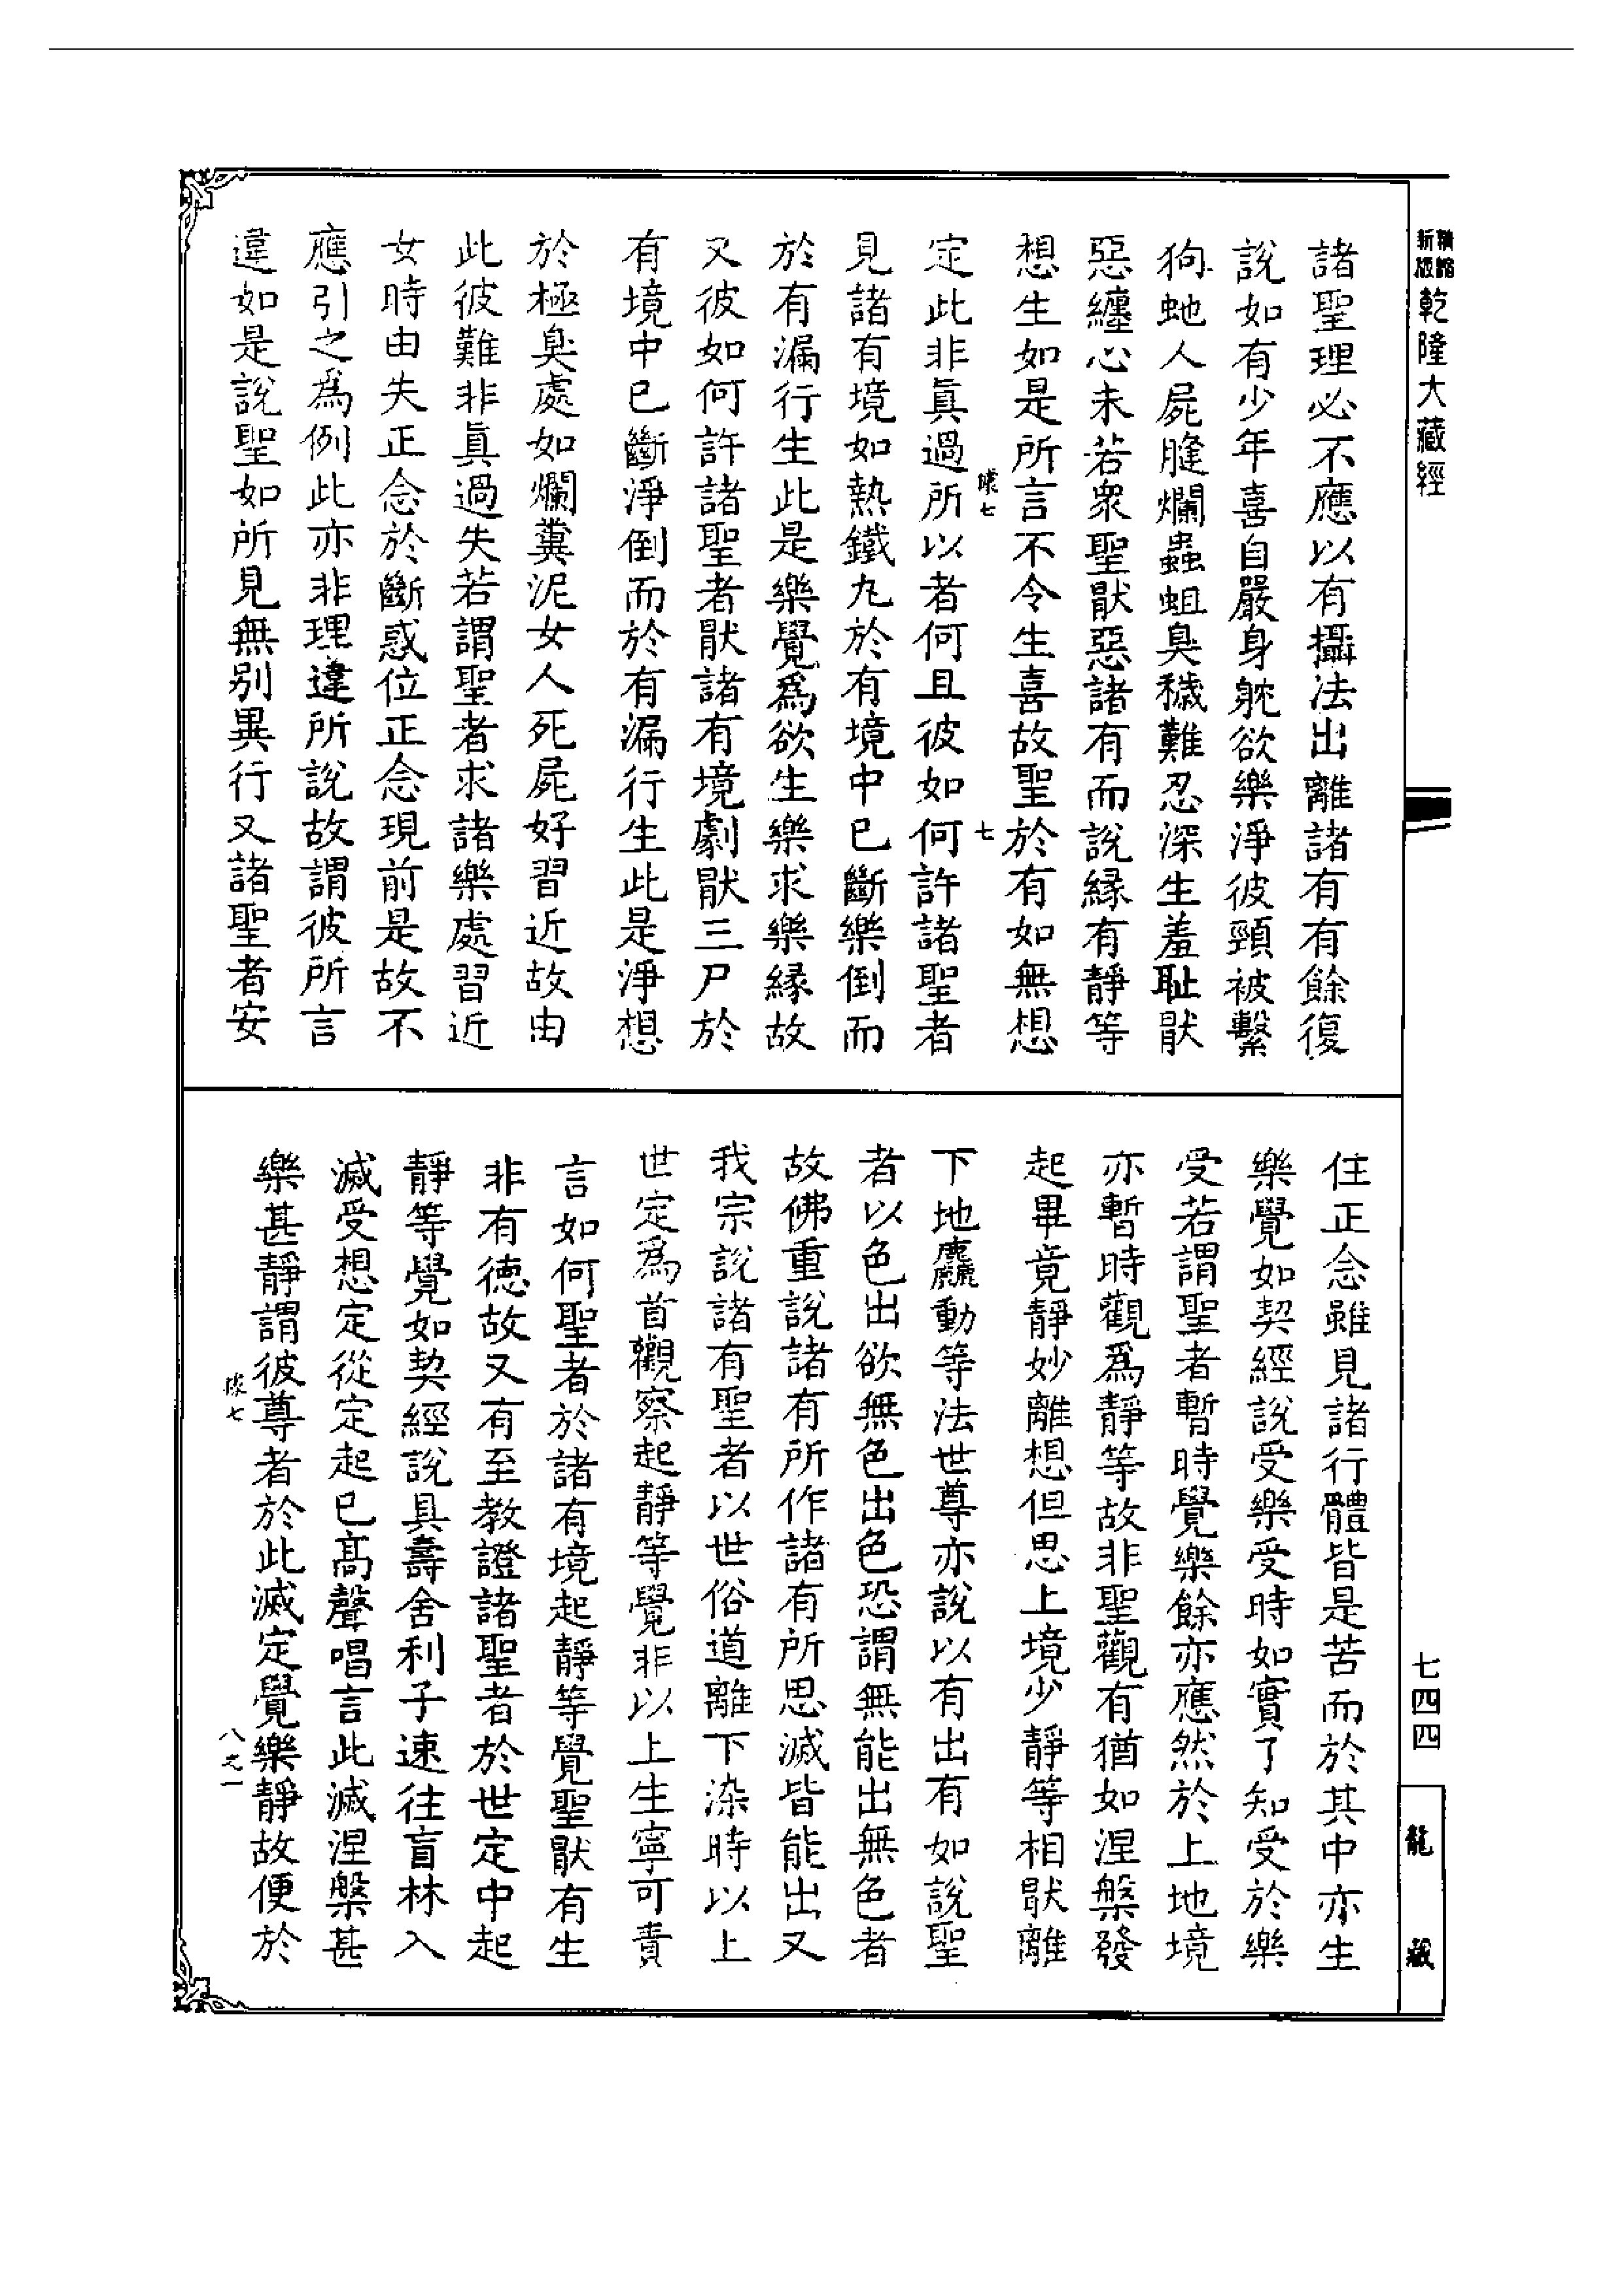 精縮
新版
乾隆大藏經
諸聖理必不應以有攝法出離諸有有餘復
說如有少年喜自嚴身躭欲樂淨彼頸被繫
狗虵人屍膖爛蟲蛆臭穢難忍深生羞耻猒
惡纏心未若衆聖猒惡諸有而說緣有靜等
想生如是所言不令生喜故聖於有如無想
七
定此非眞過所以者何且彼如何許諸聖者
見諸有境如熱鐵丸於有境中已斷樂倒而
於有漏行生此是樂覺爲欲生樂求樂緣故
又彼如何許諸聖者猒諸有境劇猒三尸於
有境中已斷淨倒而於有漏行生此是淨想
於極臭處如爛糞泥女人死屍好習近故由
此彼難非眞過失若謂聖者求諸樂處習近
女時由失正念於斷惑位正念現前是故不
應引之爲例此亦非理違所說故謂彼所言
違如是說聖如所見無別異行又諸聖者安
住正念雖見諸行體皆是苦而於其中亦生
樂覺如契經說受樂受時如實了知受於樂
受若謂聖者暫時覺樂餘亦應然於上地境
亦暫時觀爲靜等故非聖觀有猶如涅槃發
起畢竟靜妙離想但思上境少靜等相猒離
下地麤動等法世尊亦說以有出有如說聖
者以色出欲無色出色恐謂無能出無色者
故佛重說諸有所作諸有所思滅皆能出又
我宗說諸有聖者以世俗道離下染時以上
世定爲首觀察起靜等覺非以上生寧可責
言如何聖者於諸有境起靜等覺聖猒有生
非有徳故又有至教證諸聖者於世定中起
靜等覺如契經說具壽舍利子速往盲林入
滅受想定從定起已髙聲唱言此滅涅槃甚
樂甚靜謂彼尊者於此滅定覺樂靜故便於
七四四
龍藏